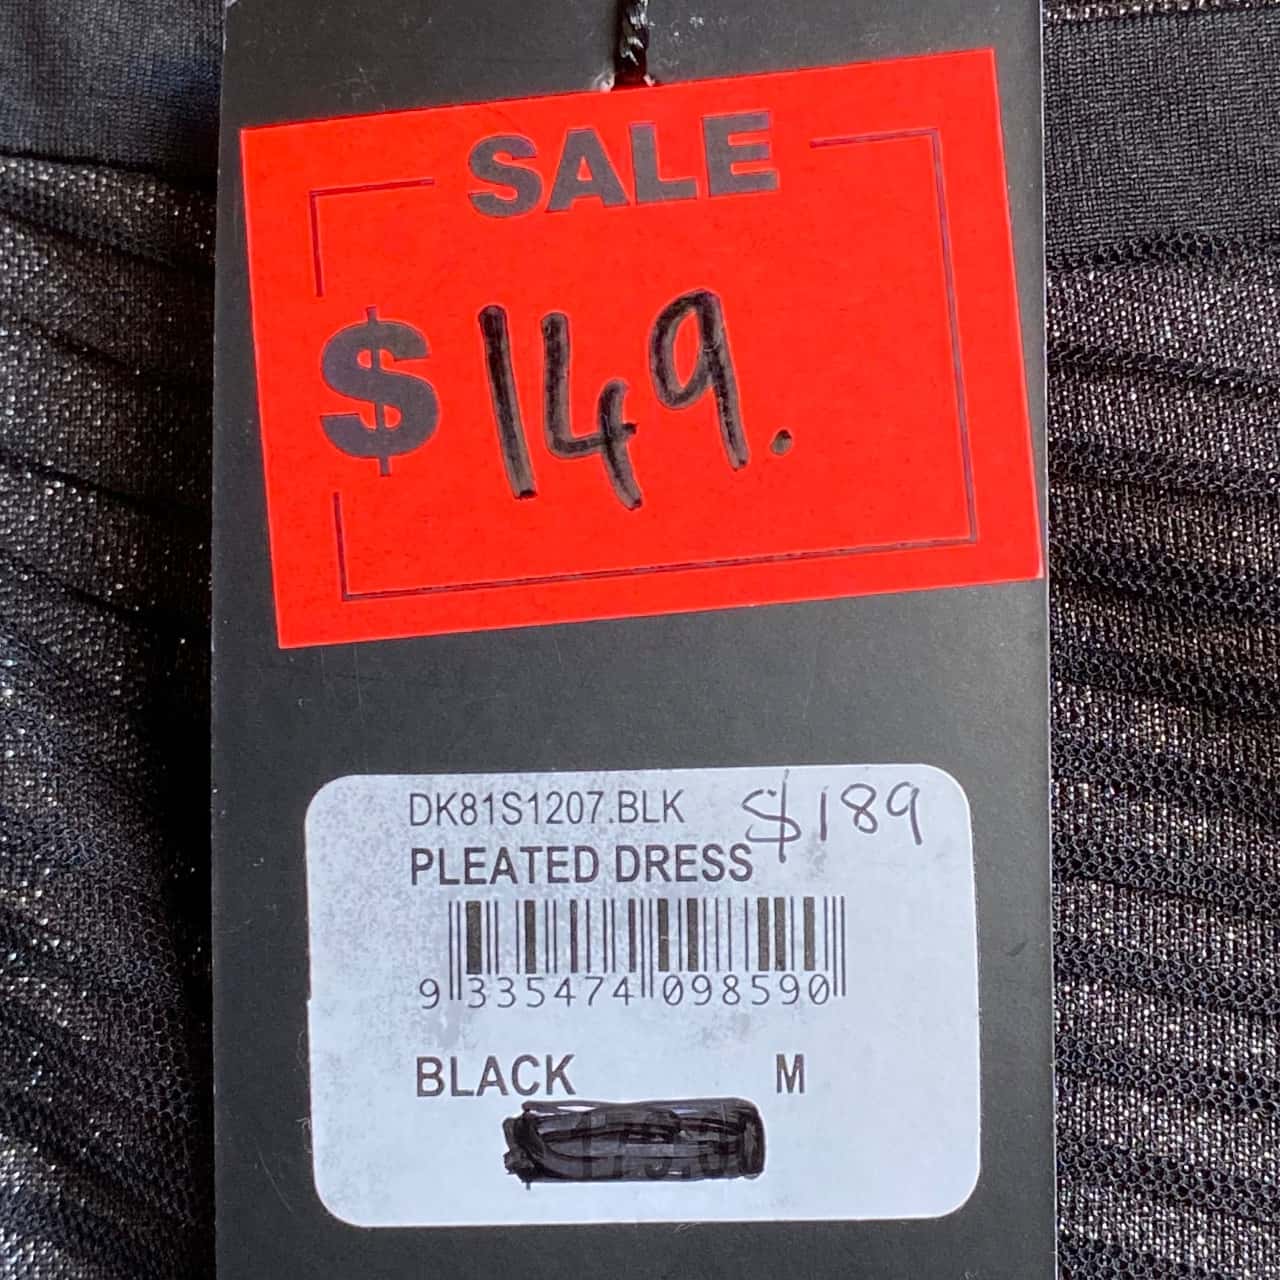 SALE
$149.
DK81S1207.BLK $189
PLEATED DRESS
9 335474 098590
BLACK M